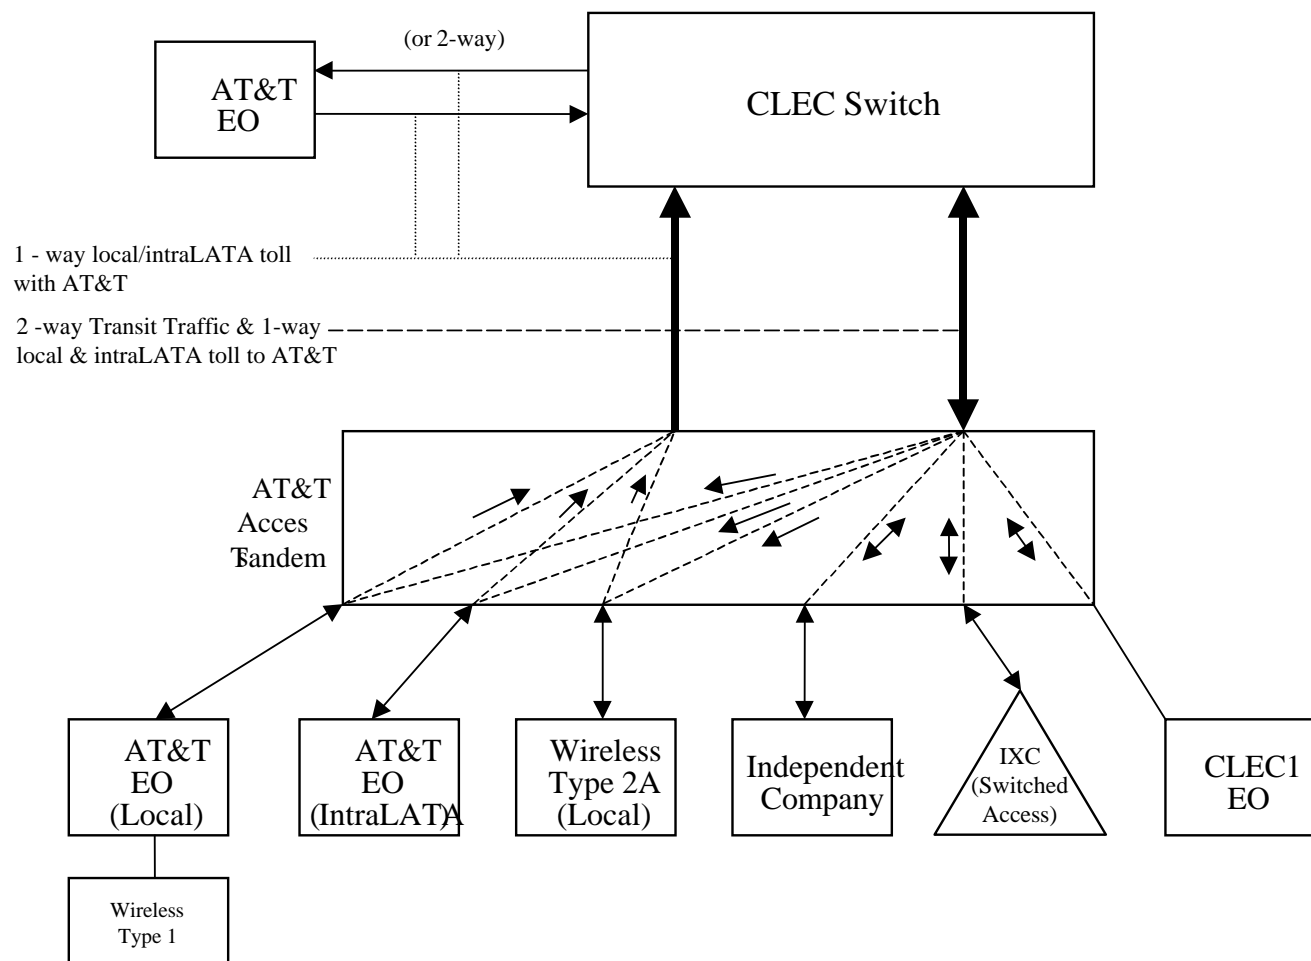 (or 2-way)
AT&T
EO
CLEC Switch
1 - way local/intraLATA toll
with AT&T
2 -way Transit Traffic & 1-way
local & intraLATA toll to AT&T
AT&T
Acces
s
Tandem
AT&T
EO
(Local)
AT&T
EO
(IntraLATA)
Wireless
Type 2A
(Local)
Independent
Company
IXC
(Switched
Access)
CLEC1
EO
Wireless
Type 1